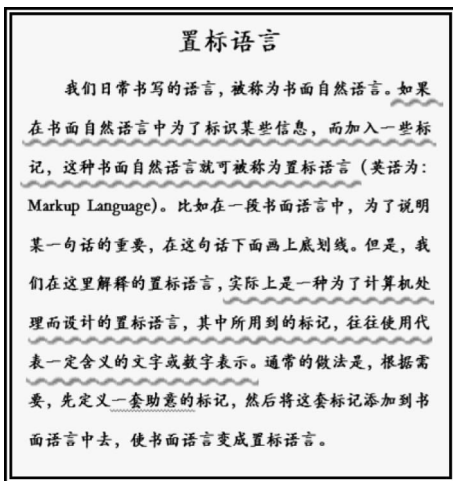 置标语言
我们日常书写的语言，被称为书面自然语言。如果
在书面自然语言中为了标识某些信息，而加入一些标
记，这种书面自然语言就可被称为置标语言（英语为：
Markup Language）。比如在一段书面语言中，为了说明
某一句话的重要，在这句话下面画上底划线。但是，我
们在这里解释的置标语言，实际上是一种为了计算机处
理而设计的置标语言，其中所用到的标记，往往使用代
表一定含义的文字或数字表示。通常的做法是，根据需
要，先定义一套助意的标记，然后将这套标记添加到书
面语言中去，使书面语言变成置标语言。